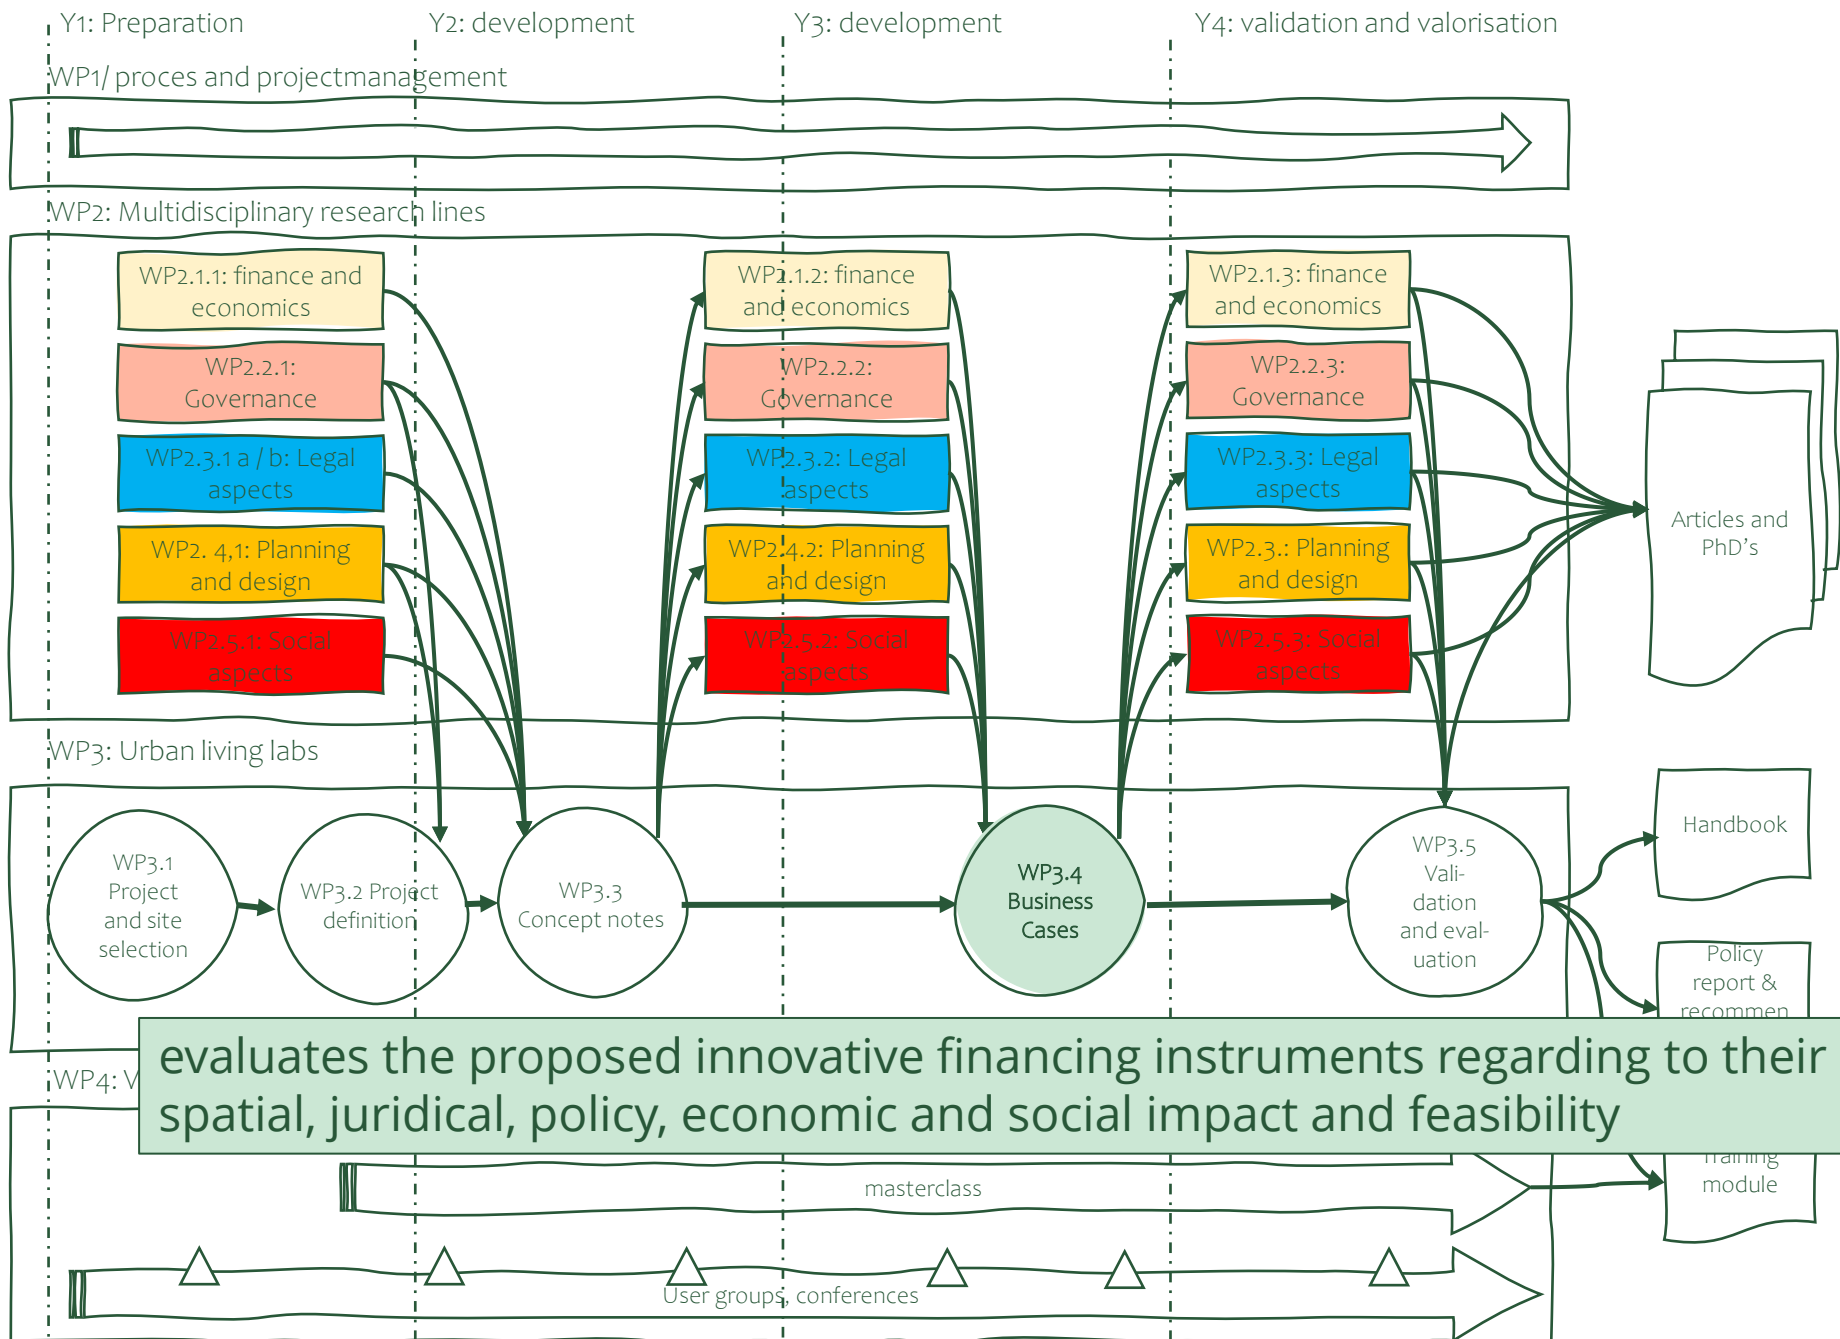 Y1: Preparation
Y2: development
Y3: development
Y4: validation and valorisation
WP1/ proces and projectmanagement
WP2: Multidisciplinary research lines
WP2.1.1: finance and
economics
WP2.1.2: finance
and economics
WP2.1.3: finance
and economics
WP2.2.1:
Governance
WP2.2.2:
Governance
WP2.2.3:
Governance
WP2.3.1 a / b: Legal
aspects
WP2.3.2: Legal
aspects
WP2.3.3: Legal
aspects
WP2. 4,1: Planning
and design
WP2.4.2: Planning
and design
WP2.3.: Planning
and design
WP2.5.1: Social
aspects
WP2.5.2: Social
aspects
WP2.5.3: Social
aspects
Articles and
PhD's
WP3: Urban living labs
WP3.1
Project
and site
selection
WP3.2 Project
definition
WP3.3
Concept notes
WP3.4
Business
Cases
WP3.5
Vali-
dation
and eval-
uation
Handbook
Policy
report &
recommen
evaluates the proposed innovative financing instruments regarding to their
spatial, juridical, policy, economic and social impact and feasibility
WP4: V
Training
module
masterclass
User groups, conferences